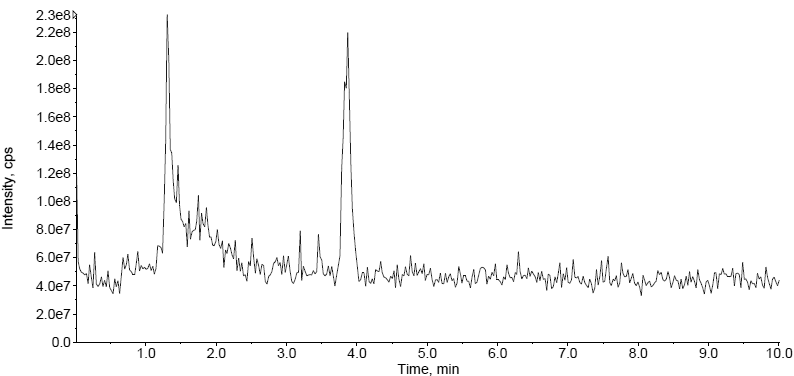 2.3e8
2.2e8
2.0e8
1.8e8
1.6e8
1.4e8
1.2e8
1.0e8
8.0e7
6.0e7
4.0e7
2.0e7
0.0
Intensity, cps
1.0 2.0 3.0 4.0 5.0 6.0 7.0 8.0 9.0 10.0
Time, min